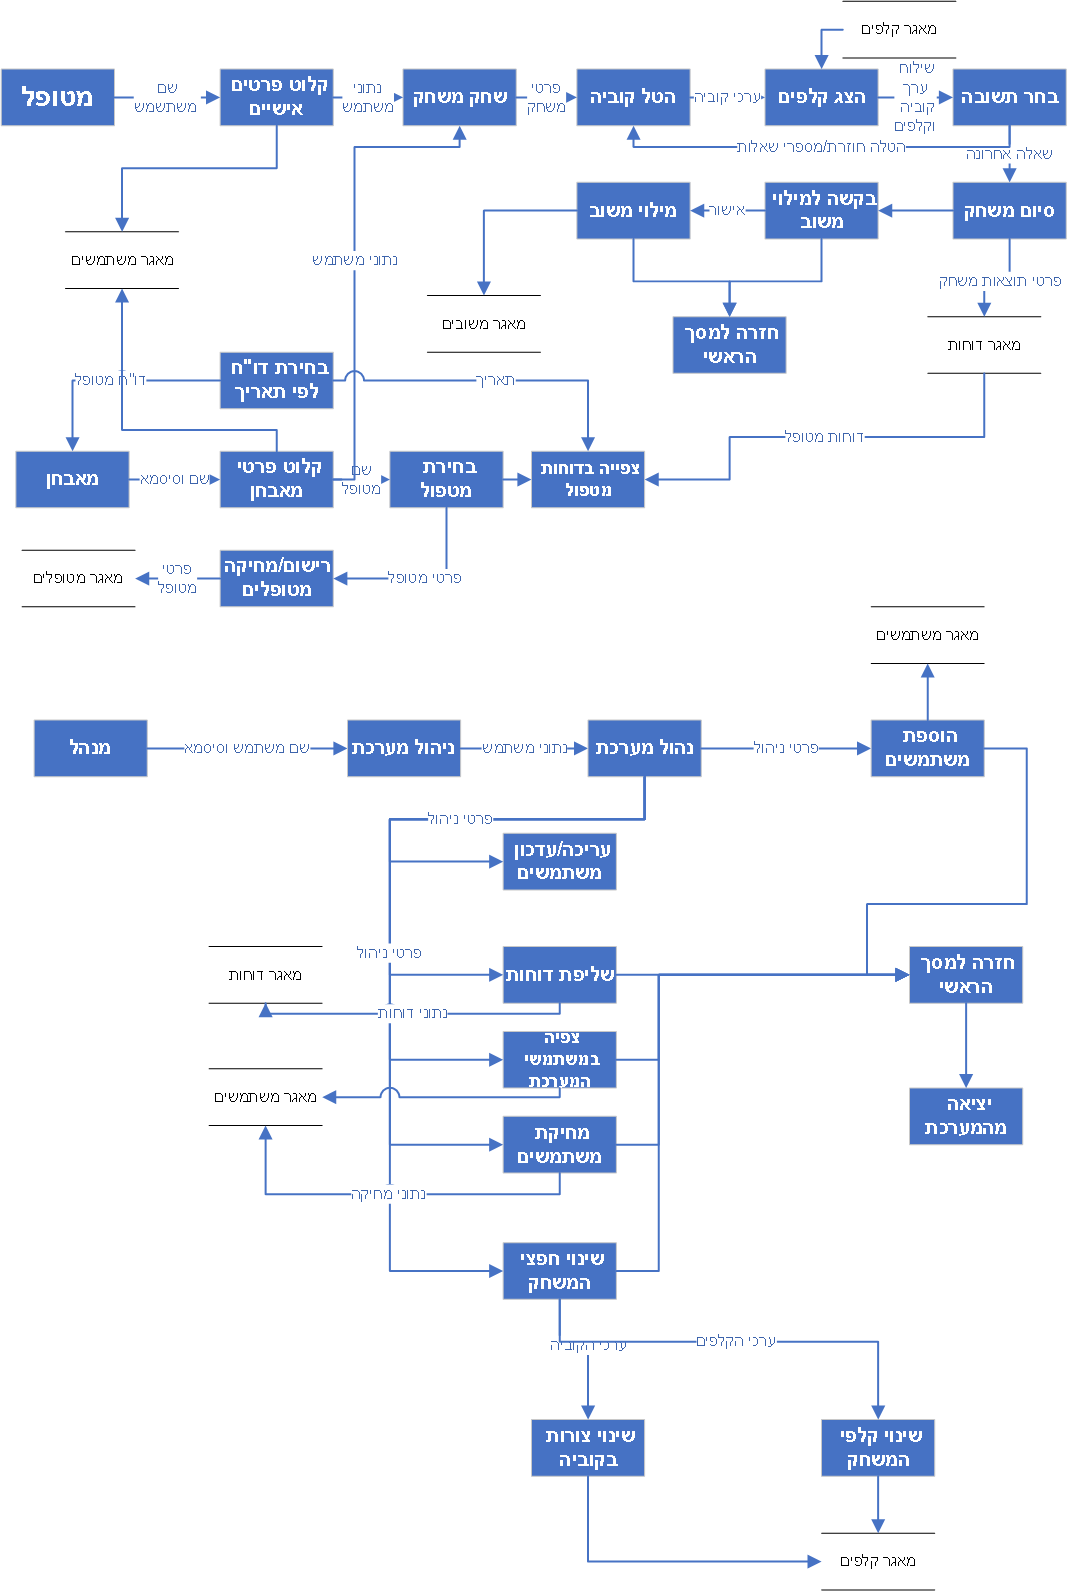 מאגר קלפים
מטופל
שם
משתשמש
קלוט פרטים
אישיים
נתוני
משתמש
שחק משחק
פרטי
משחק
הטל קוביה
ערכי קוביה
הצג קלפים
שילוח
ערך
קוביה
וקלפים
בחר תשובה
הטלה חוזרת/מספרי שאלות
שאלה אחרונה
סיום משחק
בקשה למילוי
משוב
אישור
מילוי משוב
מאגר משתמשים
נתוני משתמש
פרטי תוצאות משחק
מאגר משובים
חזרה למסך
הראשי
מאגר דוחות
בחירת דו"ח
לפי תאריך
דו"ח מטופל
תאריך
דוחות מטופל
מאבחן
שם וסיסמא
קלוט פרטי
מאבחן
שם
מטופל
בחירת
מטפול
צפייה בדוחות
מטפול
מאגר מטופלים
פרטי
מטופל
רישום/מחיקה
מטופלים
פרטי מטופל
מאגר משתמשים
מנהל
שם משתמש וסיסמא
ניהול מערכת
נתוני משתמש
נהול מערכת
פרטי ניהול
הוספת
משתמשים
פרטי ניהול
עריכה/עדכון
משתמשים
פרטי ניהול
מאגר דוחות
שליפת דוחות
חזרה למסך
הראשי
נתוני דוחות
צפיה
במשתמשי
המערכת
מאגר משתמשים
יציאה
מהמערכת
מחיקת
משתמשים
נתוני מחיקה
שינוי חפצי
המשחק
ערכי הקוביה
ערכי הקלפים
שינוי צורות
בקוביה
שינוי קלפי
המשחק
מאגר קלפים